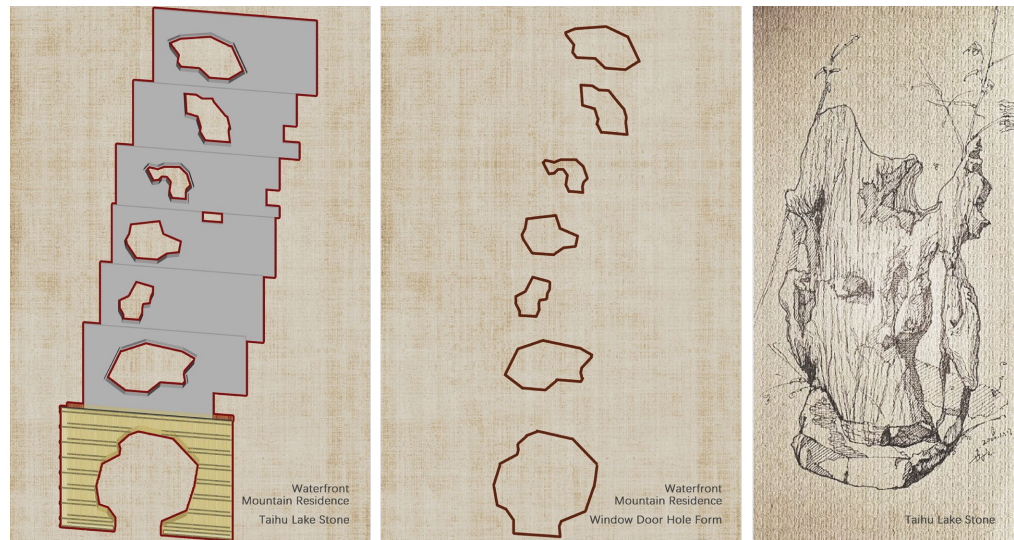 Waterfront
Mountain Residence
Taihu Lake Stone
Waterfront
Mountain Residence
Window Door Hole Form
Taihu Lake Stone